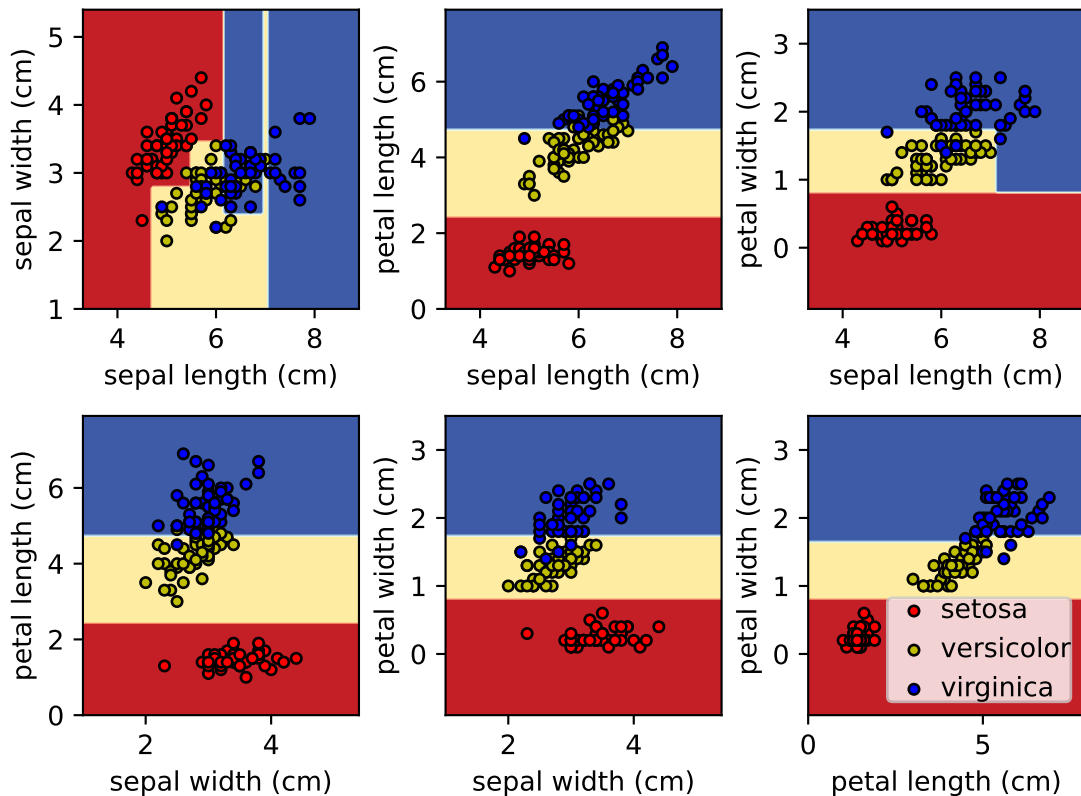 5
4
3
2
1
4
6
8
sepal width (cm)
sepal length (cm)
6
4
2
0
4
6
8
petal length (cm)
sepal length (cm)
3
2
1
0
4
6
8
petal width (cm)
sepal length (cm)
6
4
2
0
2
4
petal length (cm)
sepal width (cm)
3
2
1
0
2
4
petal width (cm)
sepal width (cm)
3
2
1
0
0
5
petal width (cm)
petal length (cm)
setosa
versicolor
virginica